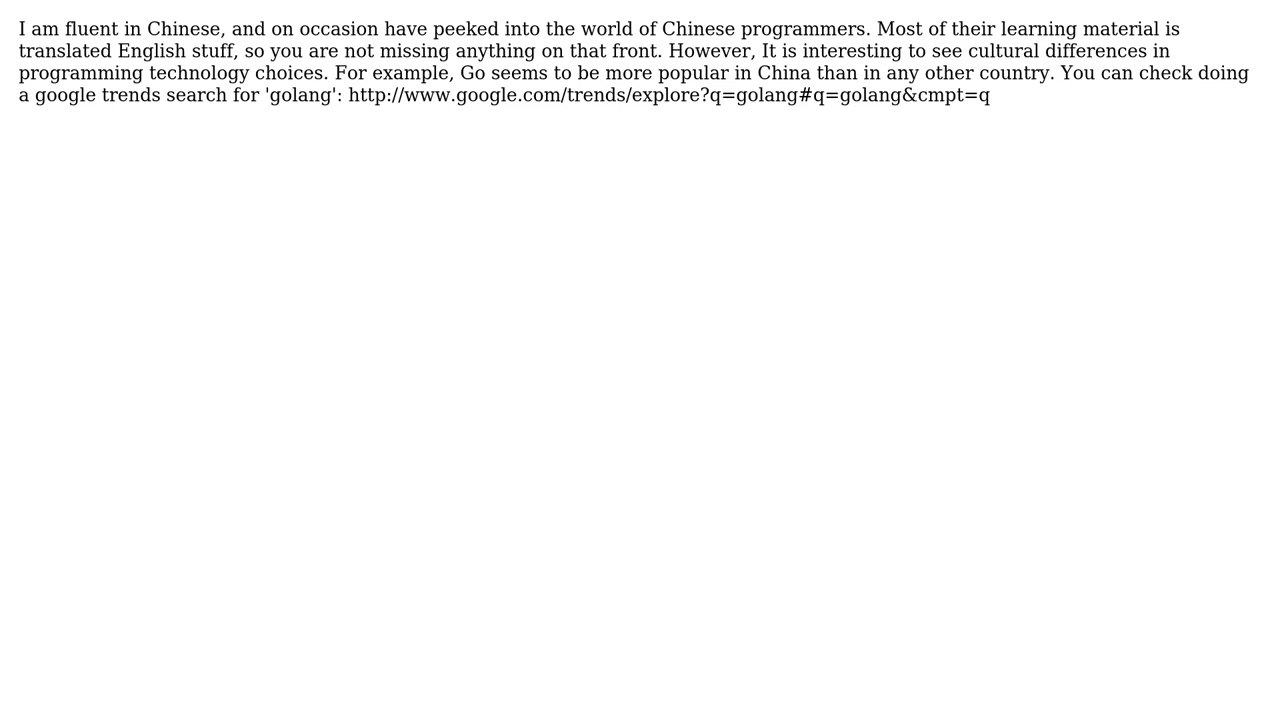 I am fluent in Chinese, and on occasion have peeked into the world of Chinese programmers. Most of their learning material is
translated English stuff, so you are not missing anything on that front. However, It is interesting to see cultural differences in
programming technology choices. For example, Go seems to be more popular in China than in any other country. You can check doing
a google trends search for 'golang': http://www.google.com/trends/explore?q=golang#q=golang&cmpt=q